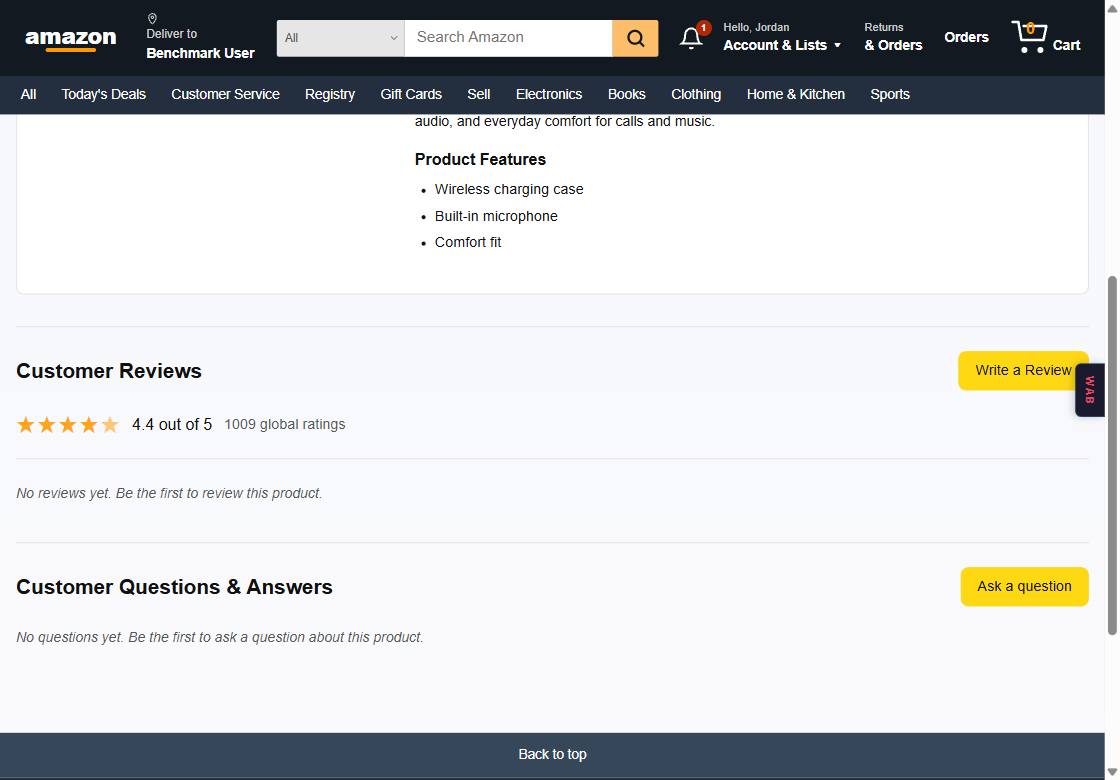 amazon
Deliver to
Benchmark User
All
Search Amazon
1
Hello, Jordan
Account & Lists
Returns
& Orders
Orders
0
Cart
All
Today's Deals
Customer Service
Registry
Gift Cards
Sell
Electronics
Books
Clothing
Home & Kitchen
Sports
audio, and everyday comfort for calls and music.
Product Features
Wireless charging case
Built-in microphone
Comfort fit
Customer Reviews
Write a Review
WAB
4.4 out of 5
1009 global ratings
No reviews yet. Be the first to review this product.
Customer Questions & Answers
Ask a question
No questions yet. Be the first to ask a question about this product.
Back to top